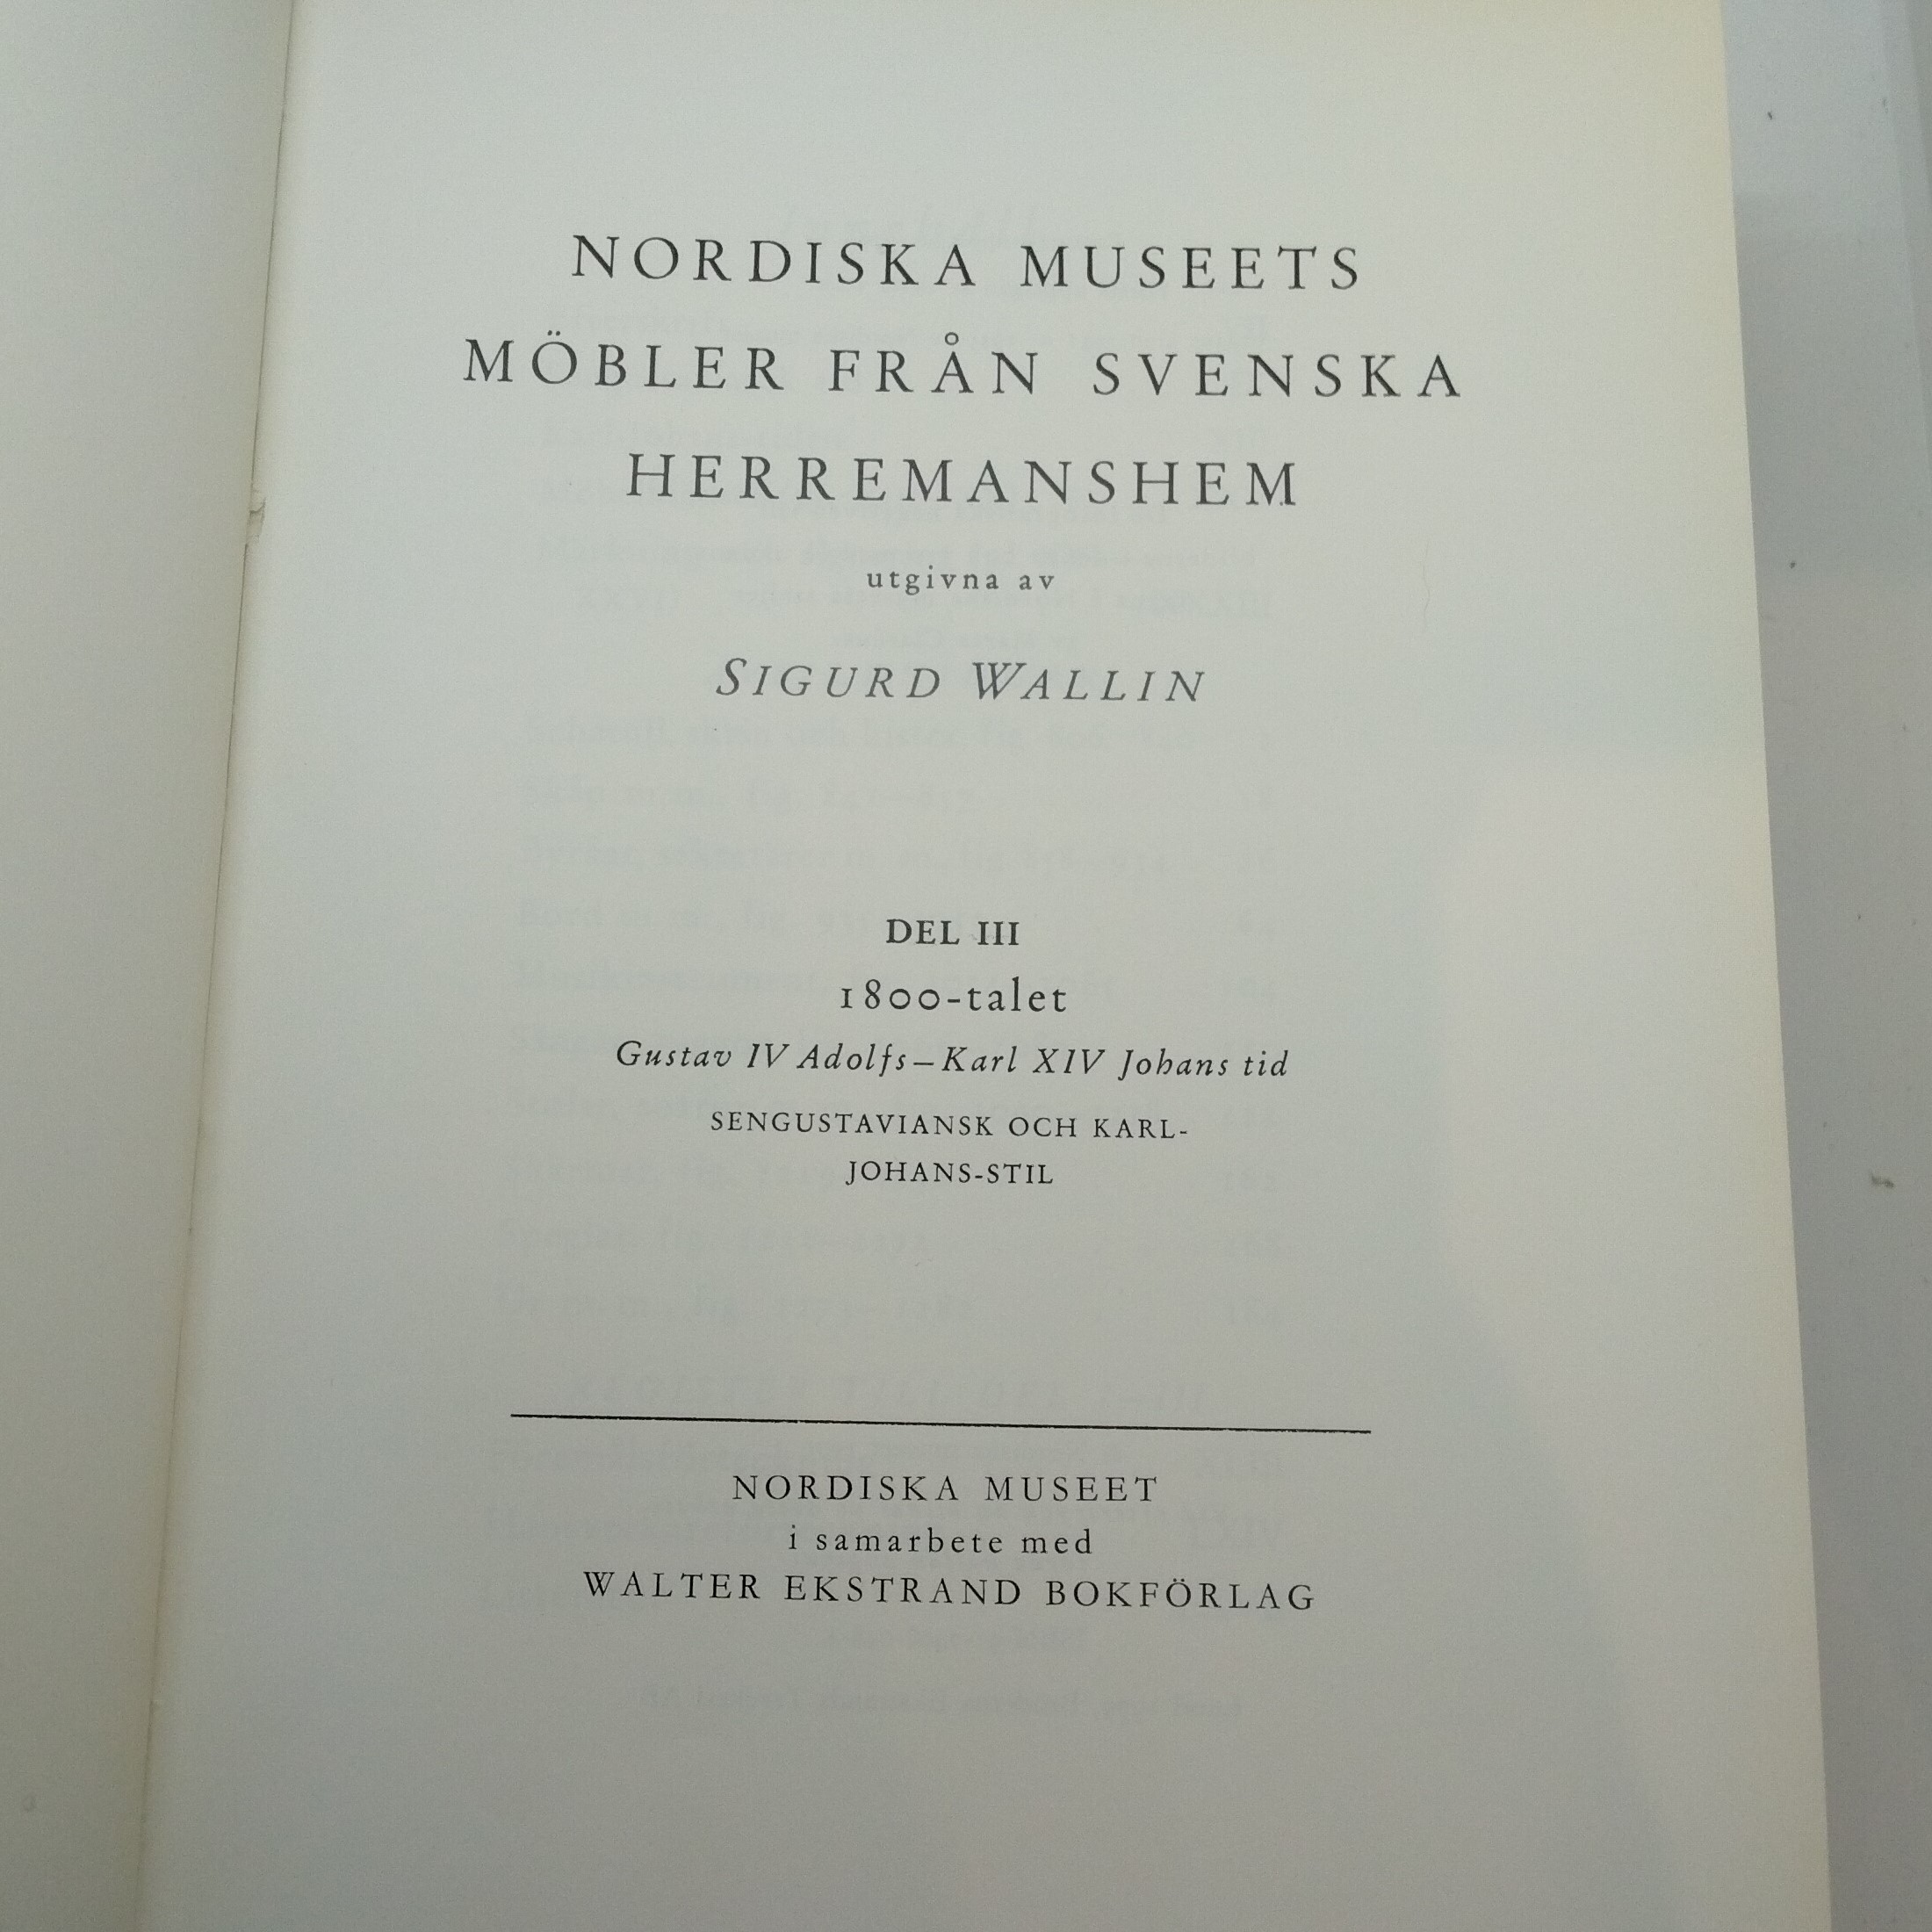 NORDISKA MUSEETS
MÖBLER FRÅN SVENSKA
HERREMANSHEM
utgivna av
SIGURD WALLIN
DEL III
1800-talet
Gustav IV Adolfs–Karl XIV Johans tid
SENGUSTAVIANSK OCH KARL-
JOHANS-STIL
NORDISKA MUSEET
i samarbete med
WALTER EKSTRAND BOKFÖRLAG